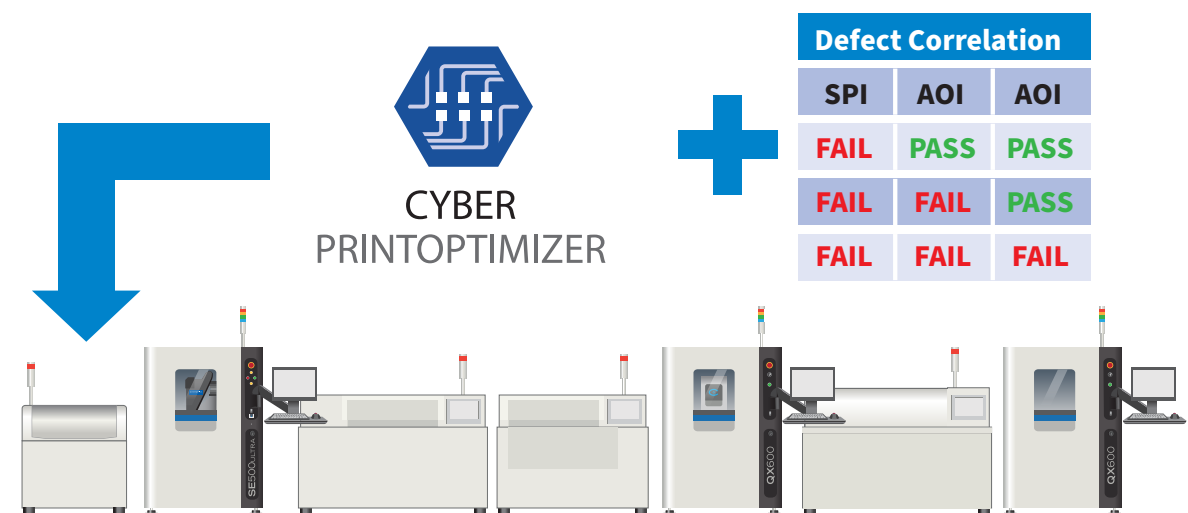 Defect Correlation
SPI AOI AOI
FAIL PASS PASS
FAIL FAIL PASS
FAIL FAIL FAIL
CYBER
PRINTOPTIMIZER
SE500ULTRA
QX600
QX600